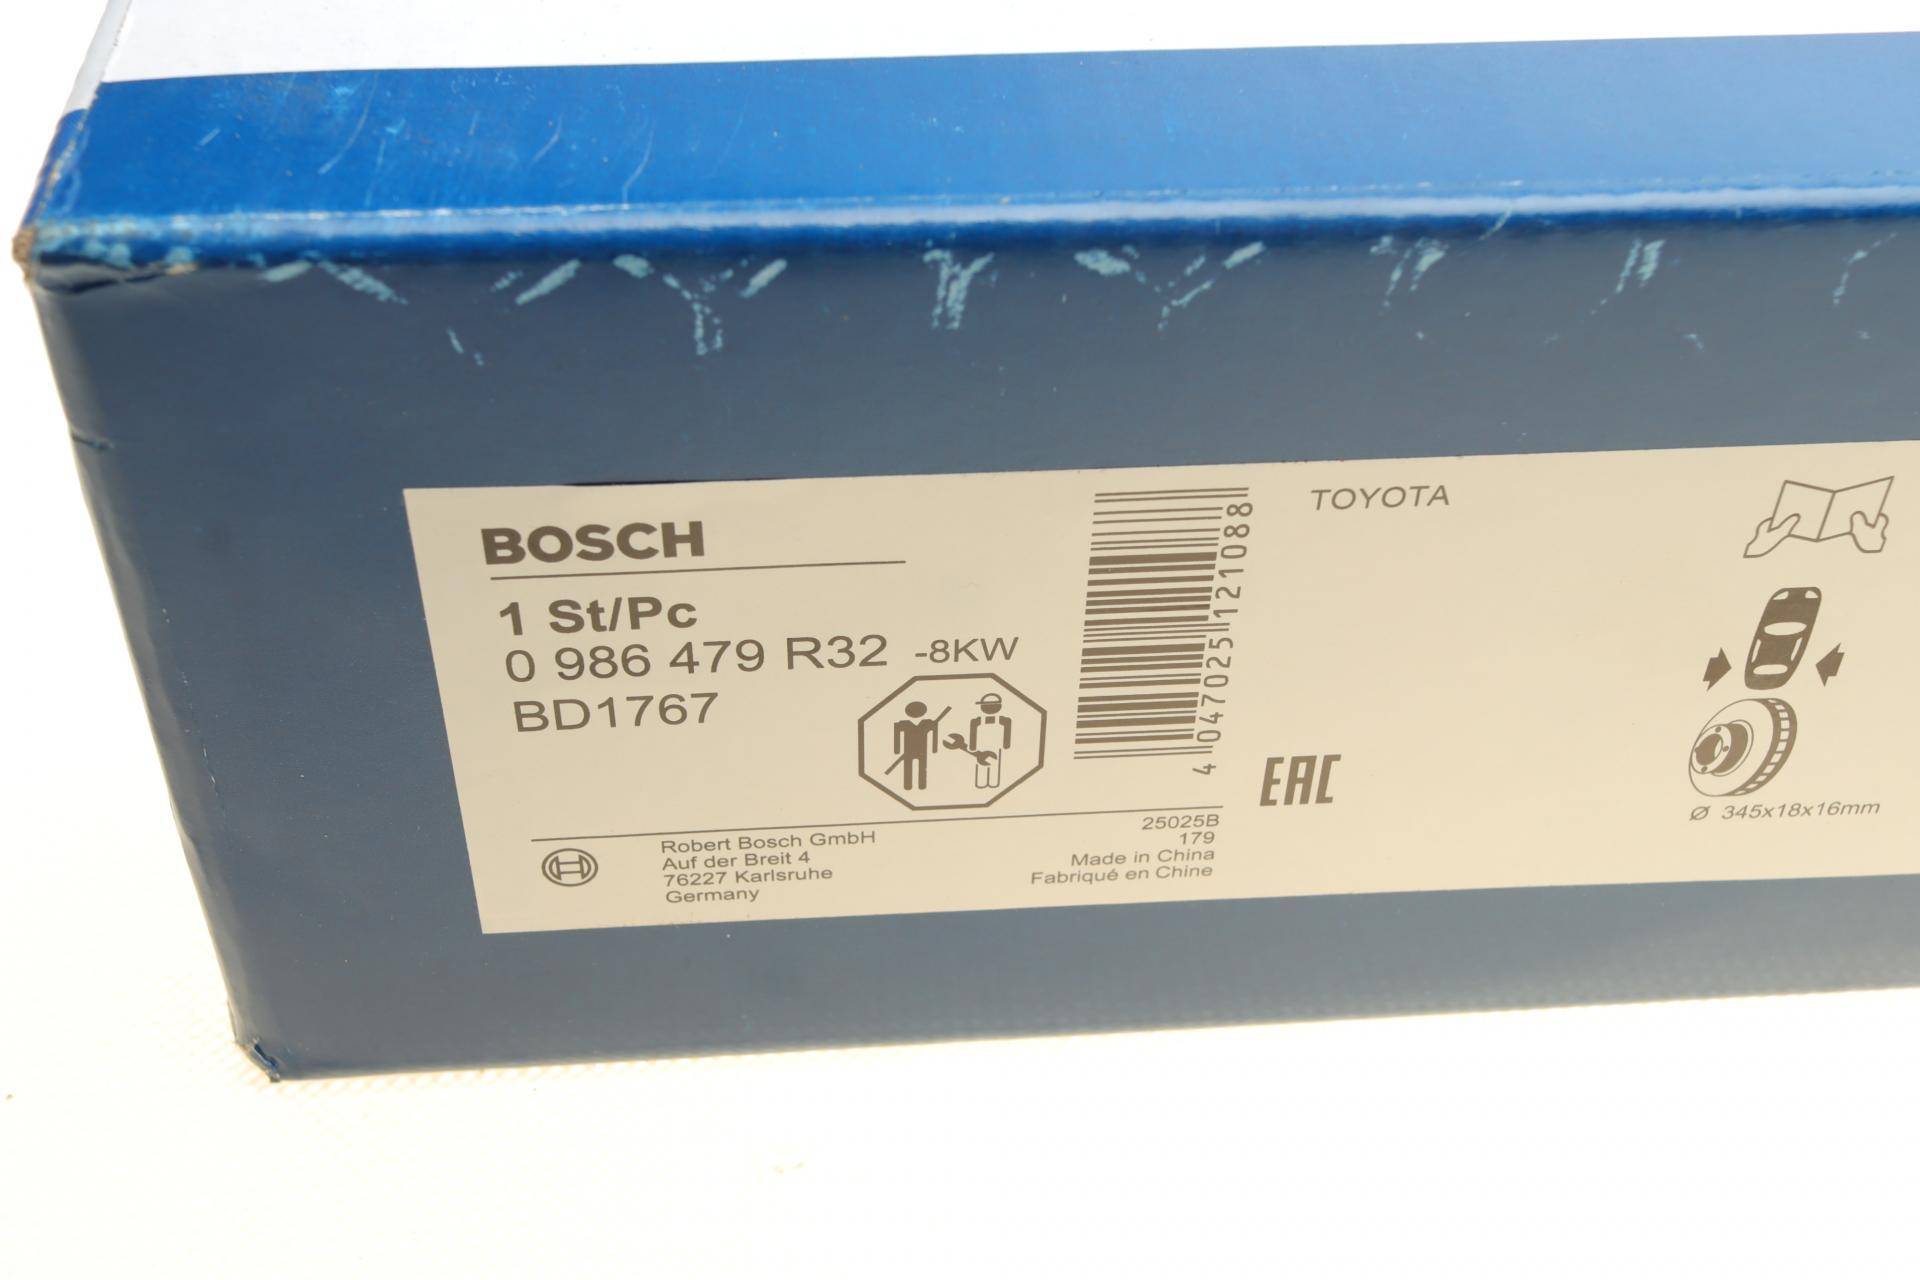 BOSCH
1 St/Pc
0 986 479 R32 -8KW
BD1767
4 047025 121088
TOYOTA
EAC
Ø 345x18x16mm
Robert Bosch GmbH
Auf der Breit 4
76227 Karlsruhe
Germany
25025B
179
Made in China
Fabriqué en Chine